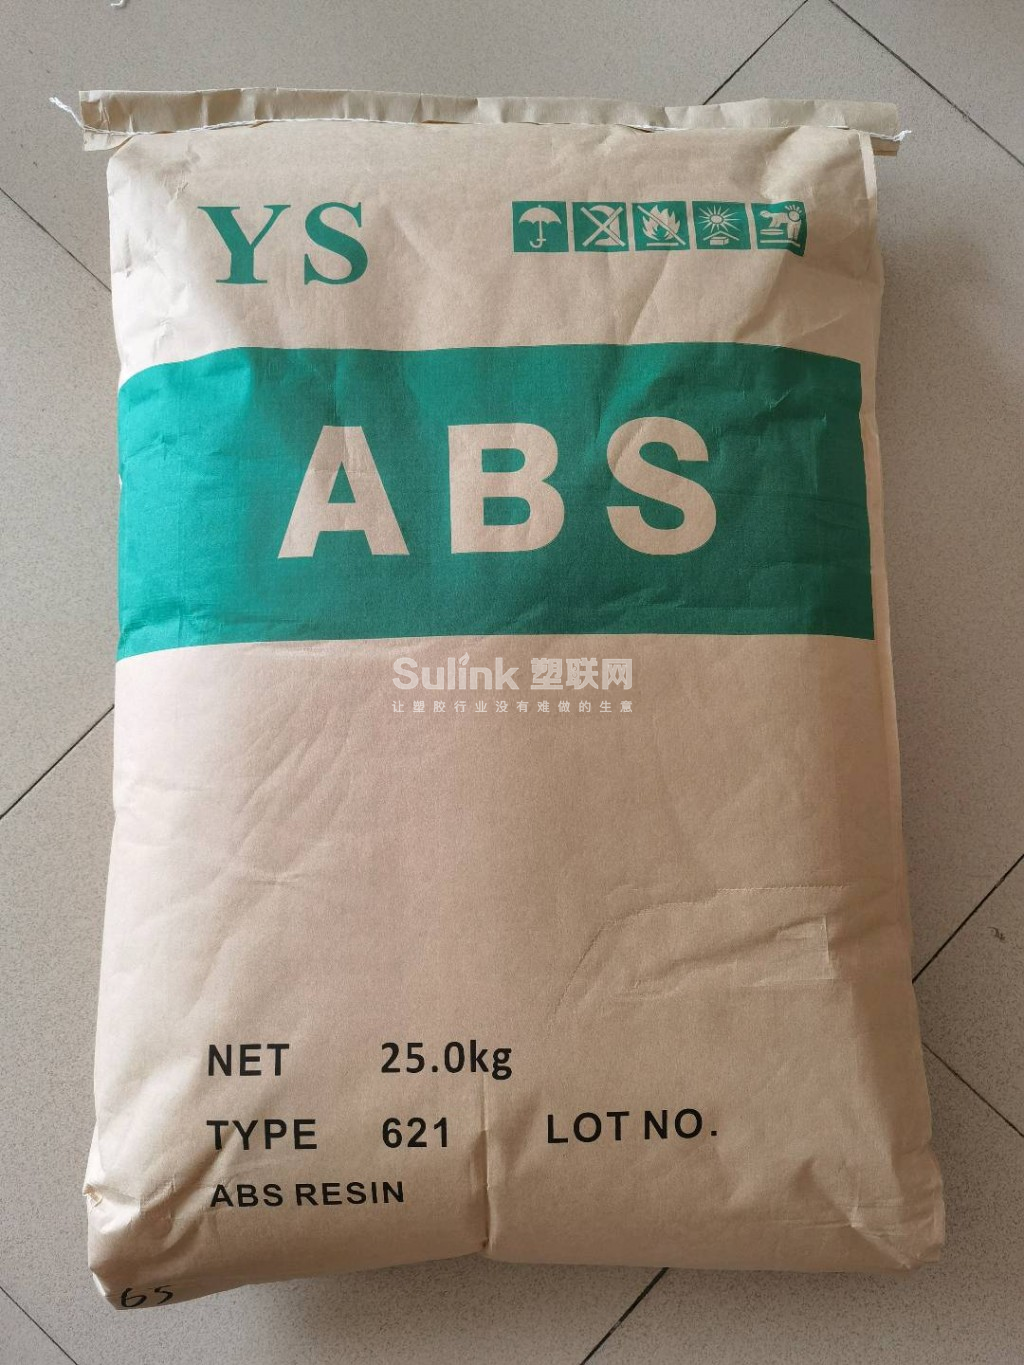 YS
ABS
Sulink 塑联网
让塑胶行业没有难做的生意
NET 25.0kg
TYPE 621 LOT NO.
ABS RESIN
65